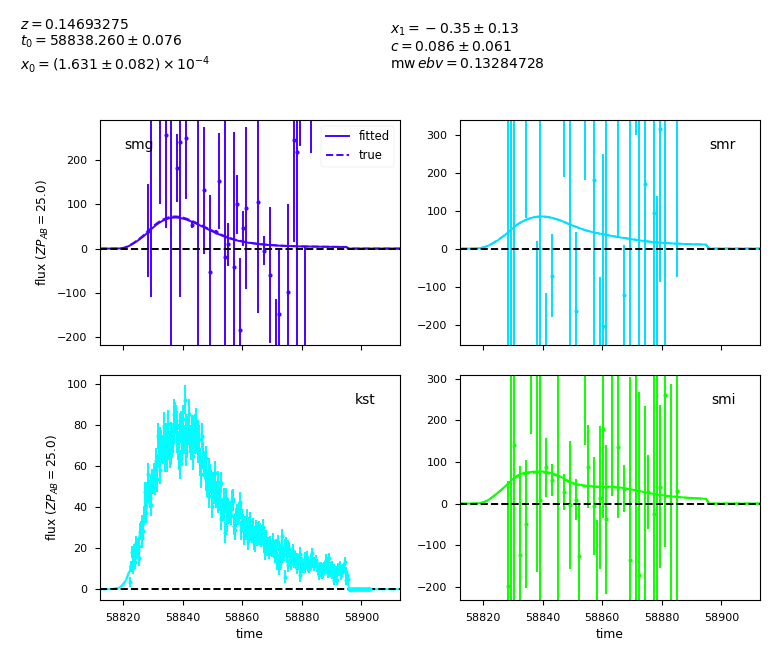 z = 0.14693275
t₀ = 58838.260 ± 0.076
x₀ = (1.631 ± 0.082) × 10⁻⁴
x₁ = −0.35 ± 0.13
c = 0.086 ± 0.061
mw ebv = 0.13284728
smg
fitted
true
200
100
0
−100
−200
flux (ZP_AB = 25.0)
smr
300
200
100
0
−100
−200
kst
100
80
60
40
20
0
flux (ZP_AB = 25.0)
58820 58840 58860 58880 58900
time
smi
300
200
100
0
−100
−200
58820 58840 58860 58880 58900
time